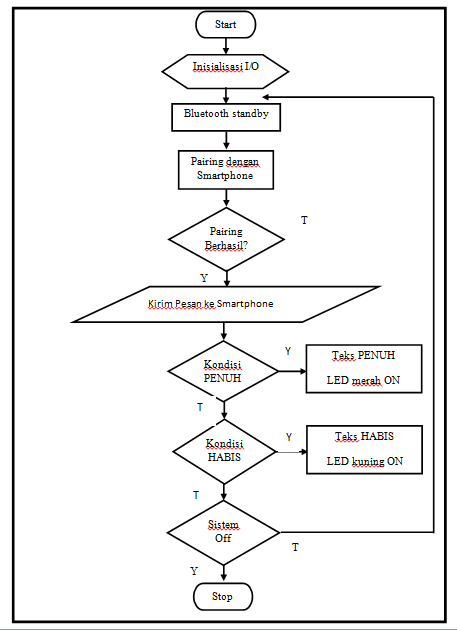 Start
Inisialisasi I/O
Bluetooth standby
Pairing dengan
Smartphone
T
Pairing
Berhasil?
Y
Kirim Pesan ke Smartphone
Kondisi
PENUH
Y
Teks PENUH
LED merah ON
T
Kondisi
HABIS
Y
Teks HABIS
LED kuning ON
T
Sistem
Off
T
Y
Stop